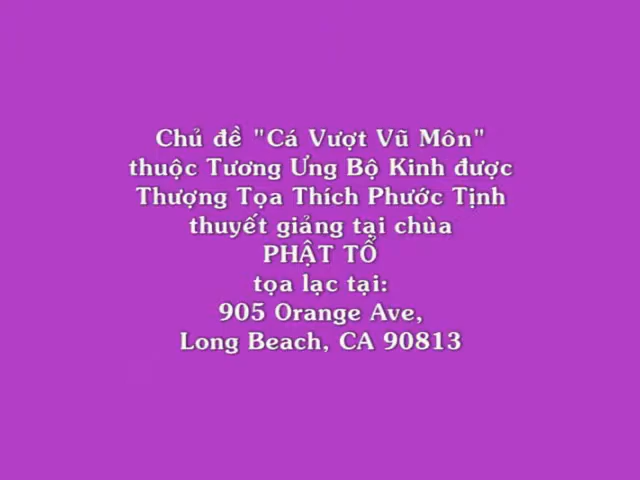 Chủ đề "Cá Vượt Vũ Môn"
thuộc Tương Ưng Bộ Kinh được
Thượng Tọa Thích Phước Tịnh
thuyết giảng tại chùa
PHẬT TỔ
tọa lạc tại:
905 Orange Ave,
Long Beach, CA 90813